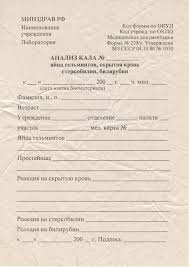 МИНЗДРАВ РФ
Наименование
учреждения
Лаборатория
Код формы по ОКУД
Код учрежд. по ОКПО
Медицинская документация
Форма № 220/у. Утверждена
МЗ СССР 04.10.80 № 1030
АНАЛИЗ КАЛА №
яйца гельминтов, скрытая кровь
стеркобилин, билирубин
« » 200 г. ч. мин.
(дата взятия биоматериала)
Фамилия, и., о.
Возраст
Учреждение отделение палата
участок мед. карта №
Яйца гельминтов
Простейшие
Реакция на скрытую кровь
Реакция на стеркобилин
Реакция на билирубин
« » 200 г. Подпись